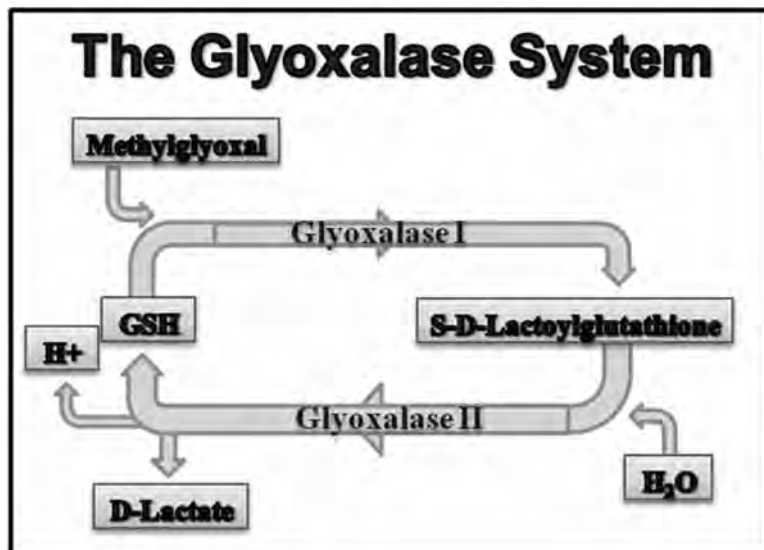 The Glyoxalase System
Methylglyoxal
Glyoxalase I
GSH
S-D-Lactoylglutathione
H+
Glyoxalase II
D-Lactate
H₂O